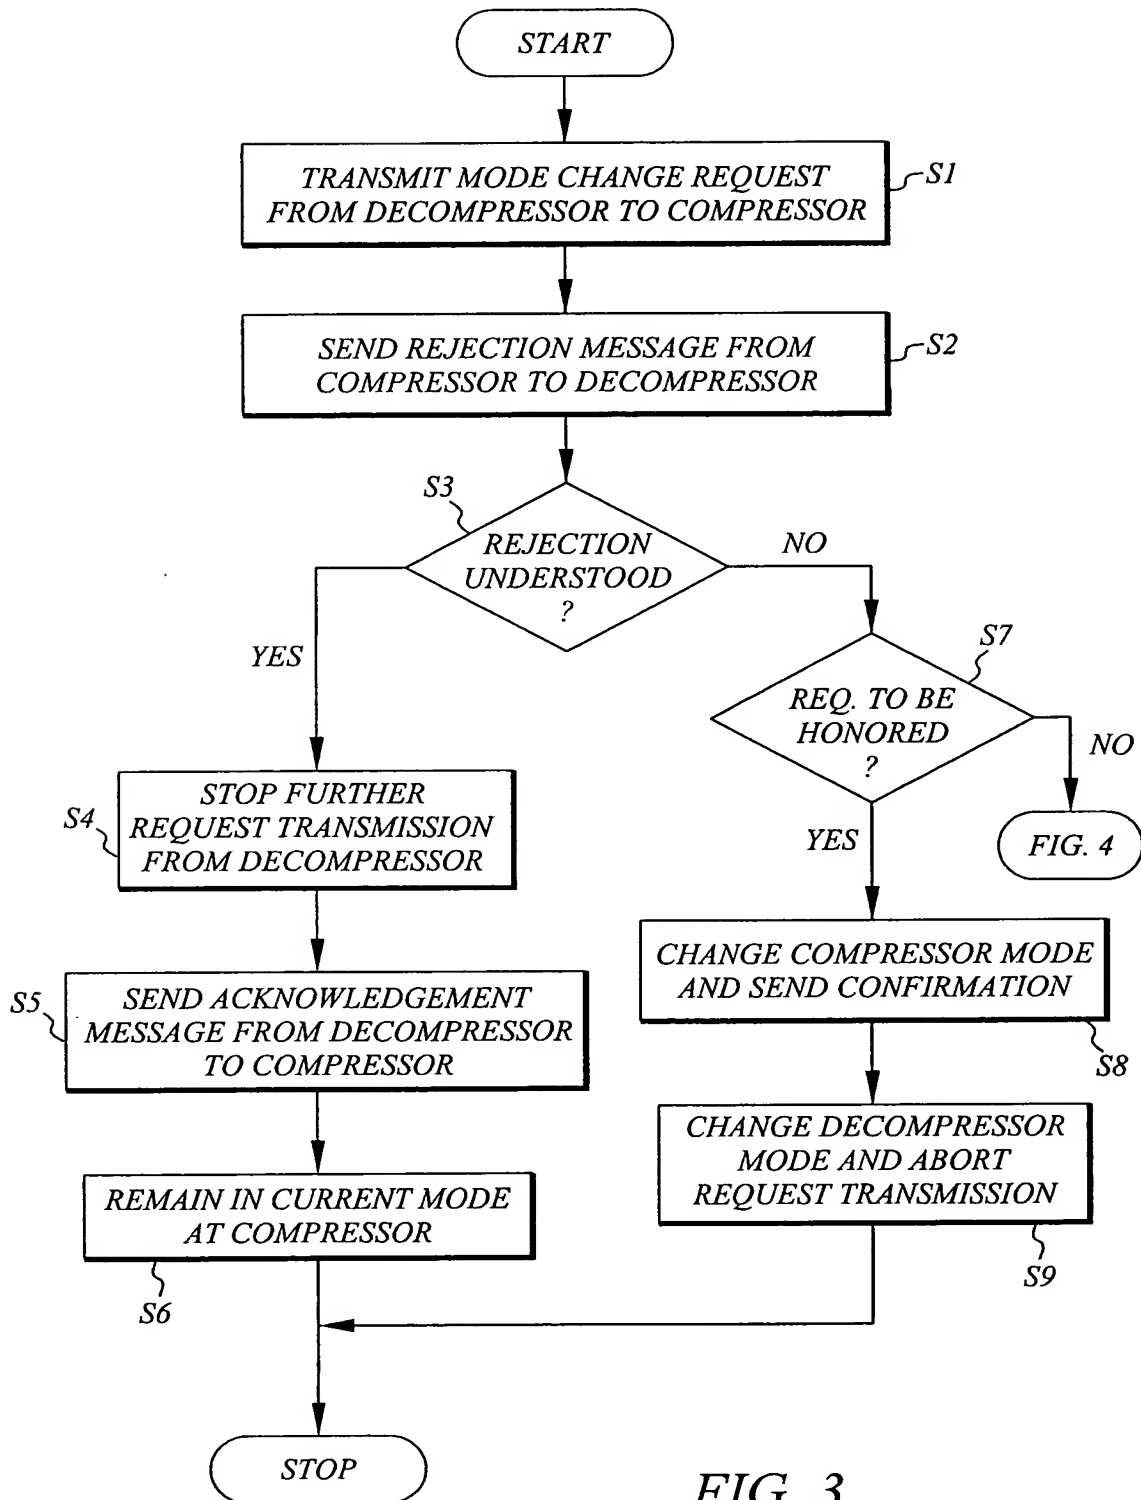 START
TRANSMIT MODE CHANGE REQUEST
FROM DECOMPRESSOR TO COMPRESSOR
S1
SEND REJECTION MESSAGE FROM
COMPRESSOR TO DECOMPRESSOR
S2
S3
REJECTION
UNDERSTOOD
?
NO
YES
S7
REQ. TO BE
HONORED
?
NO
YES
FIG. 4
S4
STOP FURTHER
REQUEST TRANSMISSION
FROM DECOMPRESSOR
CHANGE COMPRESSOR MODE
AND SEND CONFIRMATION
S8
S5
SEND ACKNOWLEDGEMENT
MESSAGE FROM DECOMPRESSOR
TO COMPRESSOR
CHANGE DECOMPRESSOR
MODE AND ABORT
REQUEST TRANSMISSION
S9
REMAIN IN CURRENT MODE
AT COMPRESSOR
S6
STOP
FIG. 3